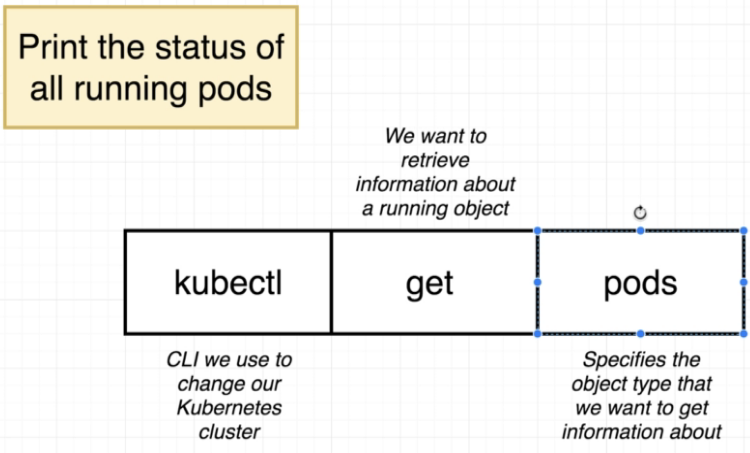 Print the status of
all running pods
We want to
retrieve
information about
a running object
kubectl
get
pods
CLI we use to
change our
Kubernetes
cluster
Specifies the
object type that
we want to get
information about